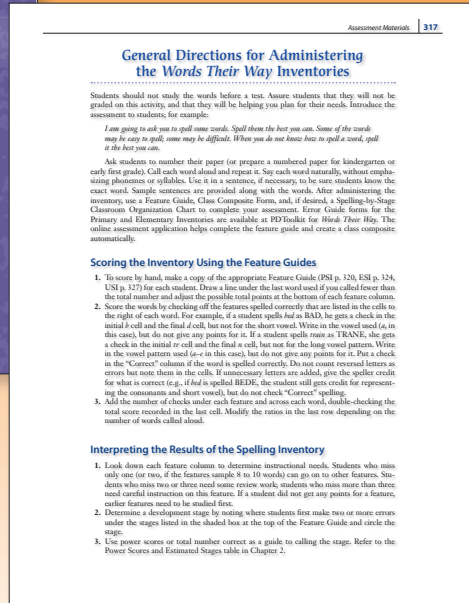 Assessment Materials 317
General Directions for Administering
the Words Their Way Inventories
Students should not study the words before a test. Assure students that they will not be
graded on this activity, and that they will be helping you plan for their needs. Introduce the
assessment to students; for example:
I am going to ask you to spell some words. Spell them the best you can. Some of the words
may be easy to spell; some may be difficult. When you do not know how to spell a word, spell
it the best you can.
Ask students to number their paper (or prepare a numbered paper for kindergarten or
early first grade). Call each word aloud and repeat it. Say each word naturally, without empha-
sizing phonemes or syllables. Use it in a sentence, if necessary, to be sure students know the
exact word. Sample sentences are provided along with the words. After administering the
inventory, use a Feature Guide, Class Composite Form, and, if desired, a Spelling-by-Stage
Classroom Organization Chart to complete your assessment. Error Guide forms for the
Primary and Elementary Inventories are available at PDToolkit for Words Their Way. The
online assessment application helps complete the feature guide and create a class composite
automatically.
Scoring the Inventory Using the Feature Guides
1. To score by hand, make a copy of the appropriate Feature Guide (PSI p. 320, ESI p. 324,
USI p. 327) for each student. Draw a line under the last word used if you called fewer than
the total number and adjust the possible total points at the bottom of each feature column.
2. Score the words by checking off the features spelled correctly that are listed in the cells to
the right of each word. For example, if a student spells bed as BAD, he gets a check in the
initial b cell and the final d cell, but not for the short vowel. Write in the vowel used (a, in
this case), but do not give any points for it. If a student spells train as TRANE, she gets
a check in the initial tr cell and the final n cell, but not for the long vowel pattern. Write
in the vowel pattern used (a–e in this case), but do not give any points for it. Put a check
in the “Correct” column if the word is spelled correctly. Do not count reversed letters as
errors but note them in the cells. If unnecessary letters are added, give the speller credit
for what is correct (e.g., if bed is spelled BEDE, the student still gets credit for represent-
ing the consonants and short vowel), but do not check “Correct” spelling.
3. Add the number of checks under each feature and across each word, double-checking the
total score recorded in the last cell. Modify the ratios in the last row depending on the
number of words called aloud.
Interpreting the Results of the Spelling Inventory
1. Look down each feature column to determine instructional needs. Students who miss
only one (or two, if the features sample 8 to 10 words) can go on to other features. Stu-
dents who miss two or three need some review work; students who miss more than three
need careful instruction on this feature. If a student did not get any points for a feature,
earlier features need to be studied first.
2. Determine a development stage by noting where students first make two or more errors
under the stages listed in the shaded box at the top of the Feature Guide and circle the
stage.
3. Use power scores or total number correct as a guide to calling the stage. Refer to the
Power Scores and Estimated Stages table in Chapter 2.